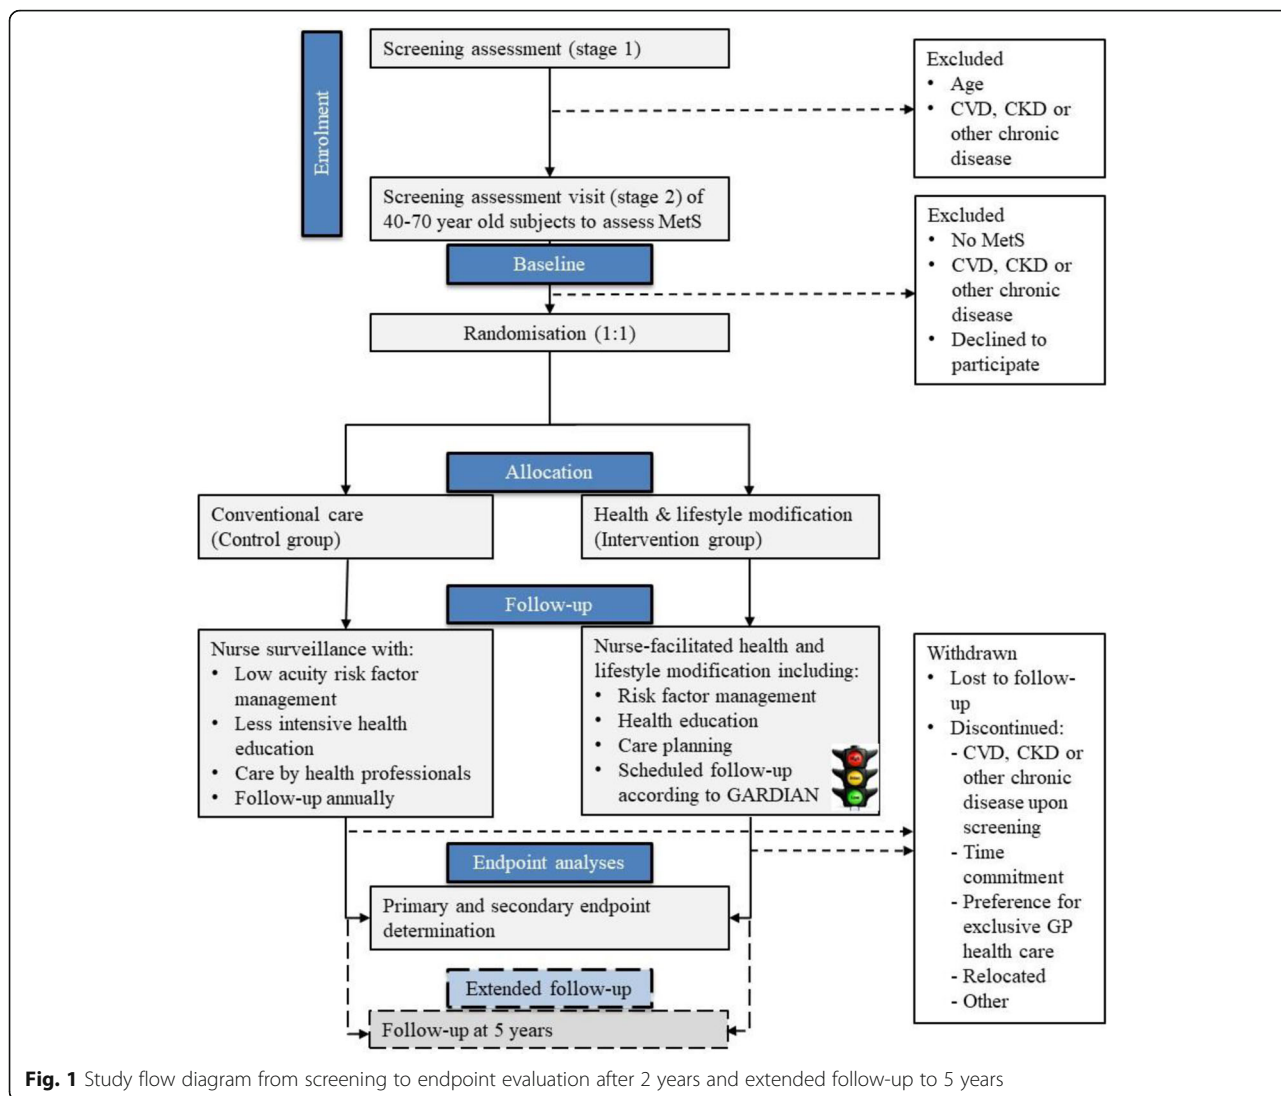 Enrolment
Screening assessment (stage 1)
Excluded
• Age
• CVD, CKD or
other chronic
disease
Screening assessment visit (stage 2) of
40-70 year old subjects to assess MetS
Baseline
Excluded
• No MetS
• CVD, CKD or
other chronic
disease
• Declined to
participate
Randomisation (1:1)
Allocation
Conventional care
(Control group)
Health & lifestyle modification
(Intervention group)
Follow-up
Nurse surveillance with:
• Low acuity risk factor
management
• Less intensive health
education
• Care by health professionals
• Follow-up annually
Nurse-facilitated health and
lifestyle modification including:
• Risk factor management
• Health education
• Care planning
• Scheduled follow-up
according to GARDIAN
Withdrawn
• Lost to follow-
up
• Discontinued:
- CVD, CKD or
other chronic
disease upon
screening
- Time
commitment
- Preference for
exclusive GP
health care
- Relocated
- Other
Endpoint analyses
Primary and secondary endpoint
determination
Extended follow-up
Follow-up at 5 years
Fig. 1 Study flow diagram from screening to endpoint evaluation after 2 years and extended follow-up to 5 years